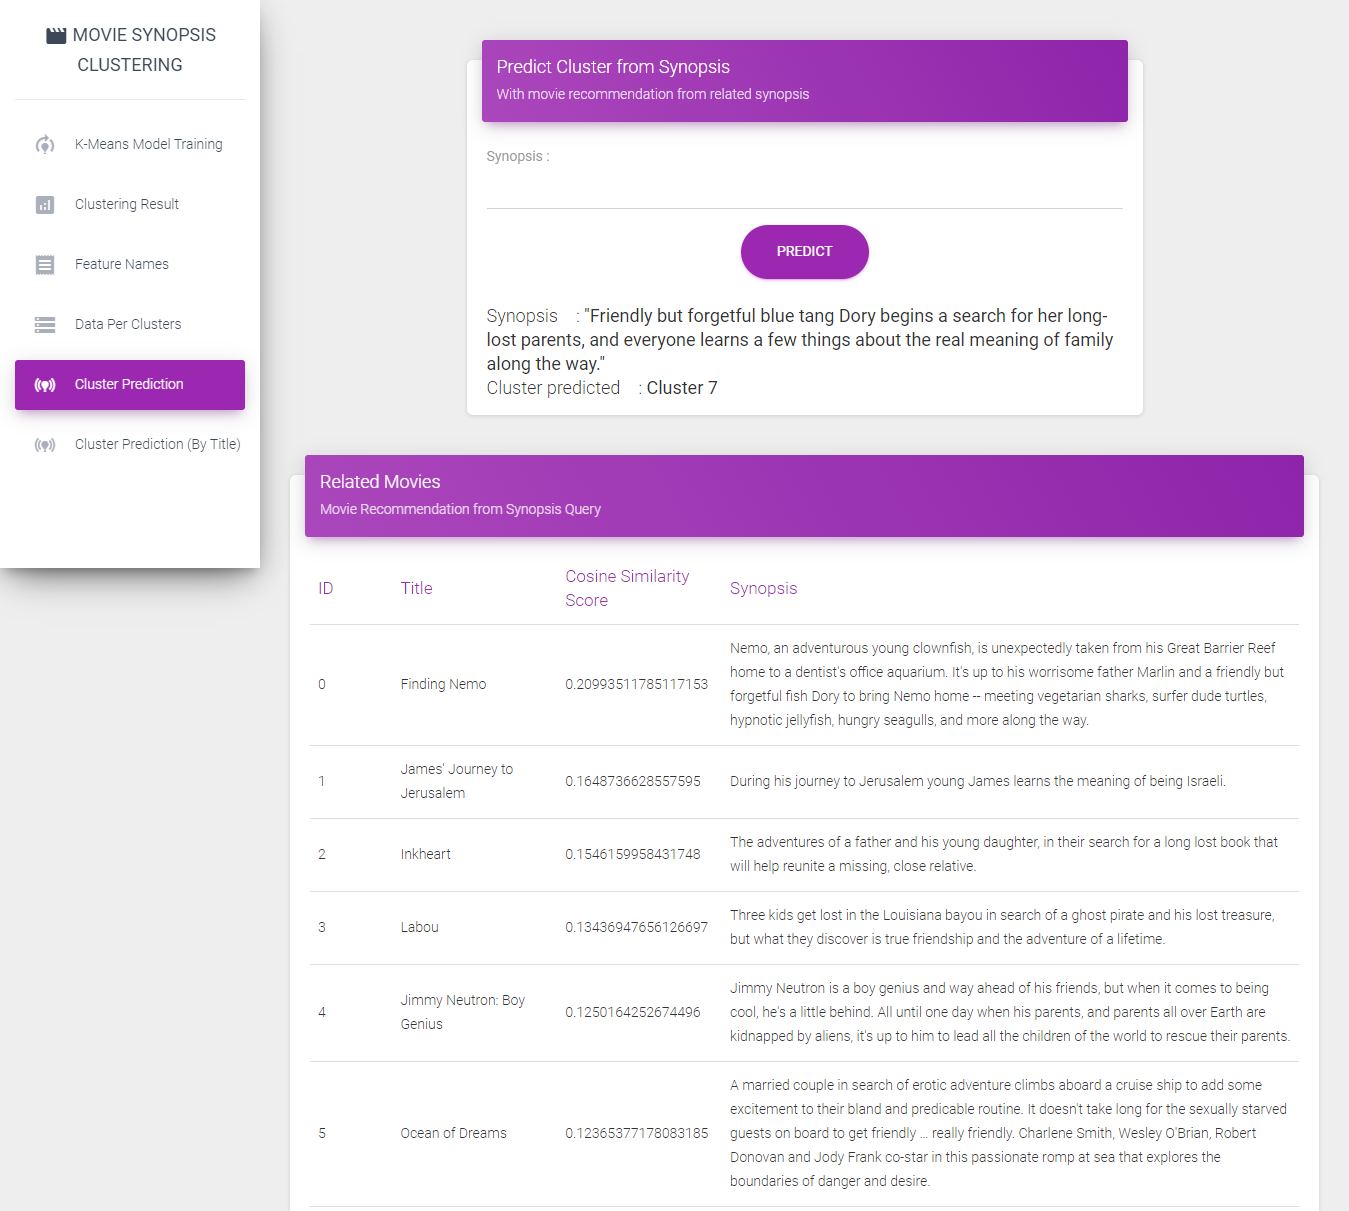 MOVIE SYNOPSIS
CLUSTERING
K-Means Model Training
Clustering Result
Feature Names
Data Per Clusters
Cluster Prediction
Cluster Prediction (By Title)
Predict Cluster from Synopsis
With movie recommendation from related synopsis
Synopsis :
PREDICT
Synopsis : "Friendly but forgetful blue tang Dory begins a search for her long-
lost parents, and everyone learns a few things about the real meaning of family
along the way."
Cluster predicted : Cluster 7
Related Movies
Movie Recommendation from Synopsis Query
ID Title Cosine Similarity Score Synopsis
0 Finding Nemo 0.20993511785117153 Nemo, an adventurous young clownfish, is unexpectedly taken from his Great Barrier Reef
home to a dentist's office aquarium. It's up to his worrisome father Marlin and a friendly but
forgetful fish Dory to bring Nemo home -- meeting vegetarian sharks, surfer dude turtles,
hypnotic jellyfish, hungry seagulls, and more along the way.
1 James' Journey to Jerusalem 0.1648736628557595 During his journey to Jerusalem young James learns the meaning of being Israeli.
2 Inkheart 0.1546159958431748 The adventures of a father and his young daughter, in their search for a long lost book that
will help reunite a missing, close relative.
3 Labou 0.13436947656126697 Three kids get lost in the Louisiana bayou in search of a ghost pirate and his lost treasure,
but what they discover is true friendship and the adventure of a lifetime.
4 Jimmy Neutron: Boy Genius 0.1250164252674496 Jimmy Neutron is a boy genius and way ahead of his friends, but when it comes to being
cool, he's a little behind. All until one day when his parents, and parents all over Earth are
kidnapped by aliens, it's up to him to lead all the children of the world to rescue their parents.
5 Ocean of Dreams 0.12365377178083185 A married couple in search of erotic adventure climbs aboard a cruise ship to add some
excitement to their bland and predicable routine. It doesn't take long for the sexually starved
guests on board to get friendly ... really friendly. Charlene Smith, Wesley O'Brian, Robert
Donovan and Jody Frank co-star in this passionate romp at sea that explores the
boundaries of danger and desire.